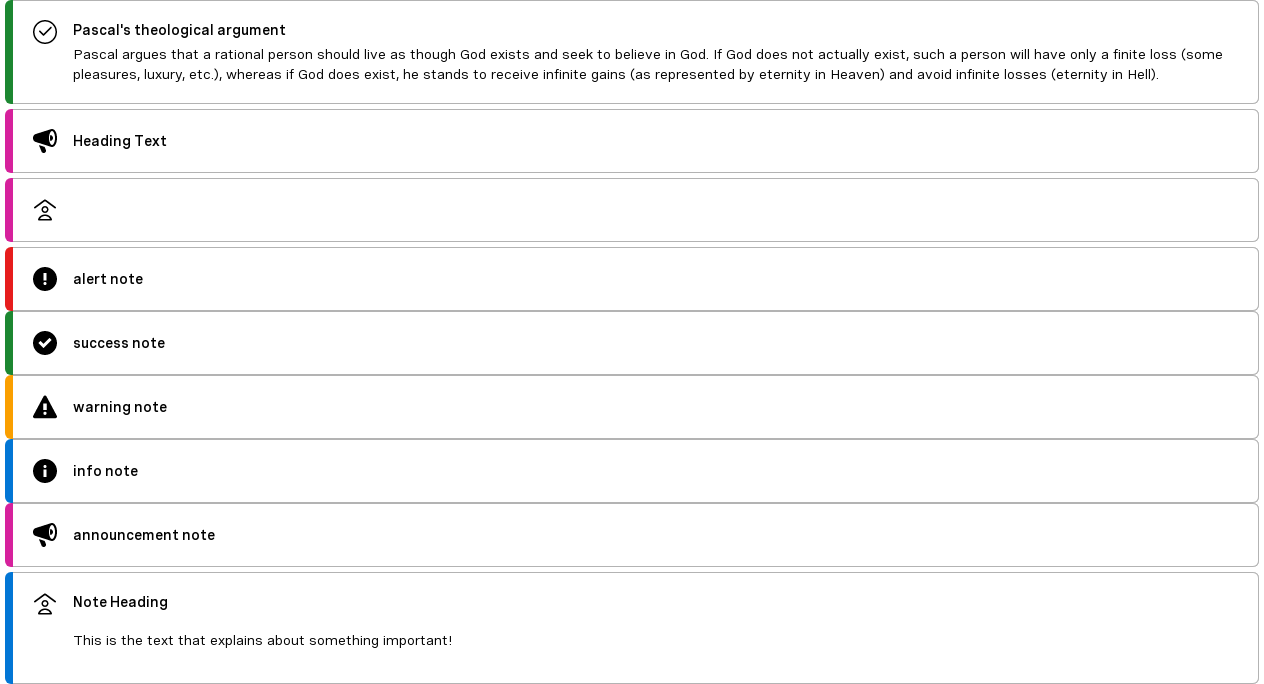 Pascal's theological argument
Pascal argues that a rational person should live as though God exists and seek to believe in God. If God does not actually exist, such a person will have only a finite loss (some
pleasures, luxury, etc.), whereas if God does exist, he stands to receive infinite gains (as represented by eternity in Heaven) and avoid infinite losses (eternity in Hell).
Heading Text
alert note
success note
warning note
info note
announcement note
Note Heading
This is the text that explains about something important!